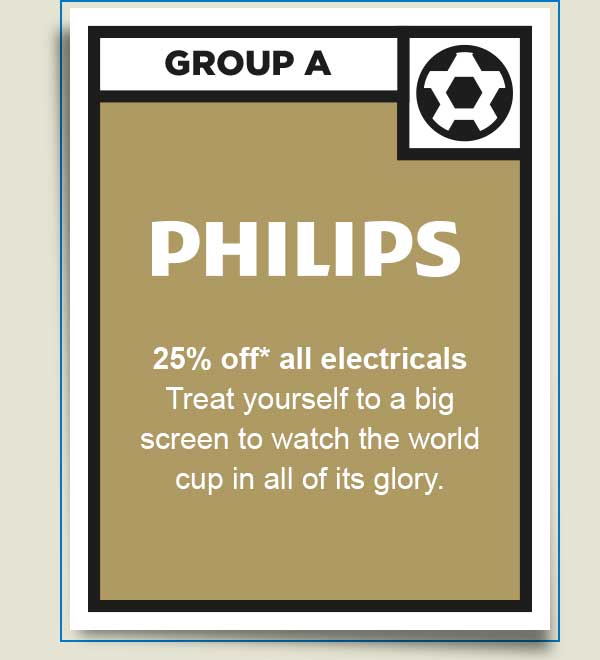 GROUP A
PHILIPS
25% off* all electricals
Treat yourself to a big
screen to watch the world
cup in all of its glory.